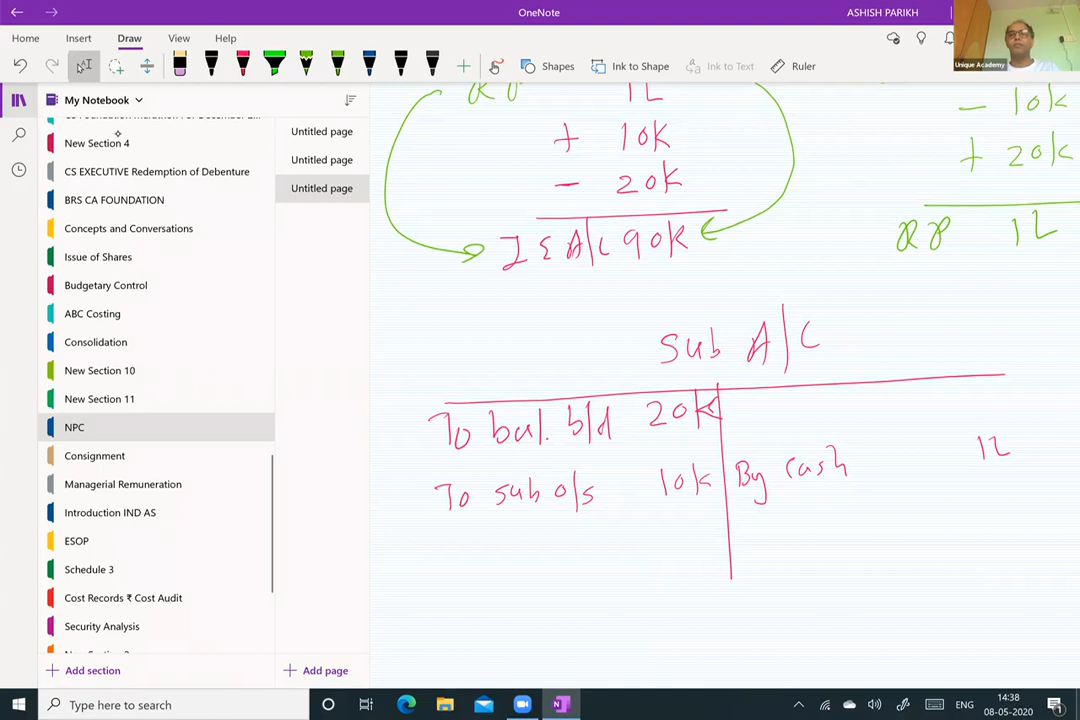 OneNote
ASHISH PARIKH
Home Insert Draw View Help
Shapes Ink to Shape Ink to Text Ruler
Unique Academy
My Notebook
New Section 4
CS EXECUTIVE Redemption of Debenture
BRS CA FOUNDATION
Concepts and Conversations
Issue of Shares
Budgetary Control
ABC Costing
Consolidation
New Section 10
New Section 11
NPC
Consignment
Managerial Remuneration
Introduction IND AS
ESOP
Schedule 3
Cost Records ₹ Cost Audit
Security Analysis
Add section
Untitled page
Untitled page
Untitled page
Add page
1L
+ 10K
- 20K
I E A/C 90K
- 10K
+ 20K
RP 1L
Sub A/C
To bal. b/d 20K
To sub o/s 10K By cash 1L
Type here to search
ENG
14:38
08-05-2020
1